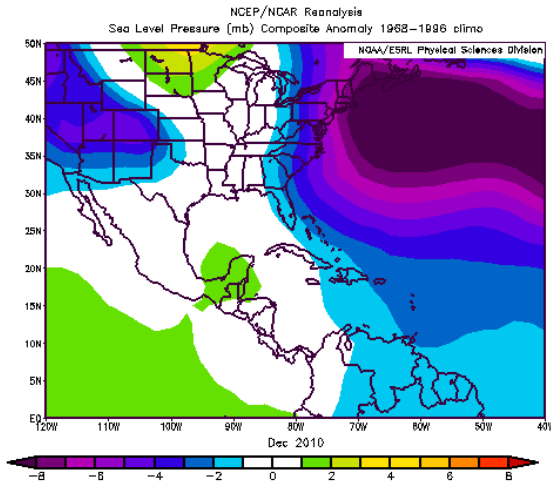 NCEP/NCAR Reanalysis
Sea Level Pressure (mb) Composite Anomaly 1968-1996 climo
NOAA/ESRL Physical Sciences Division
50N
45N
40N
35N
30N
25N
20N
15N
10N
5N
EQ
120W 110W 100W 90W 80W 70W 60W 50W 40W
Dec 2010
-8 -6 -4 -2 0 2 4 6 8